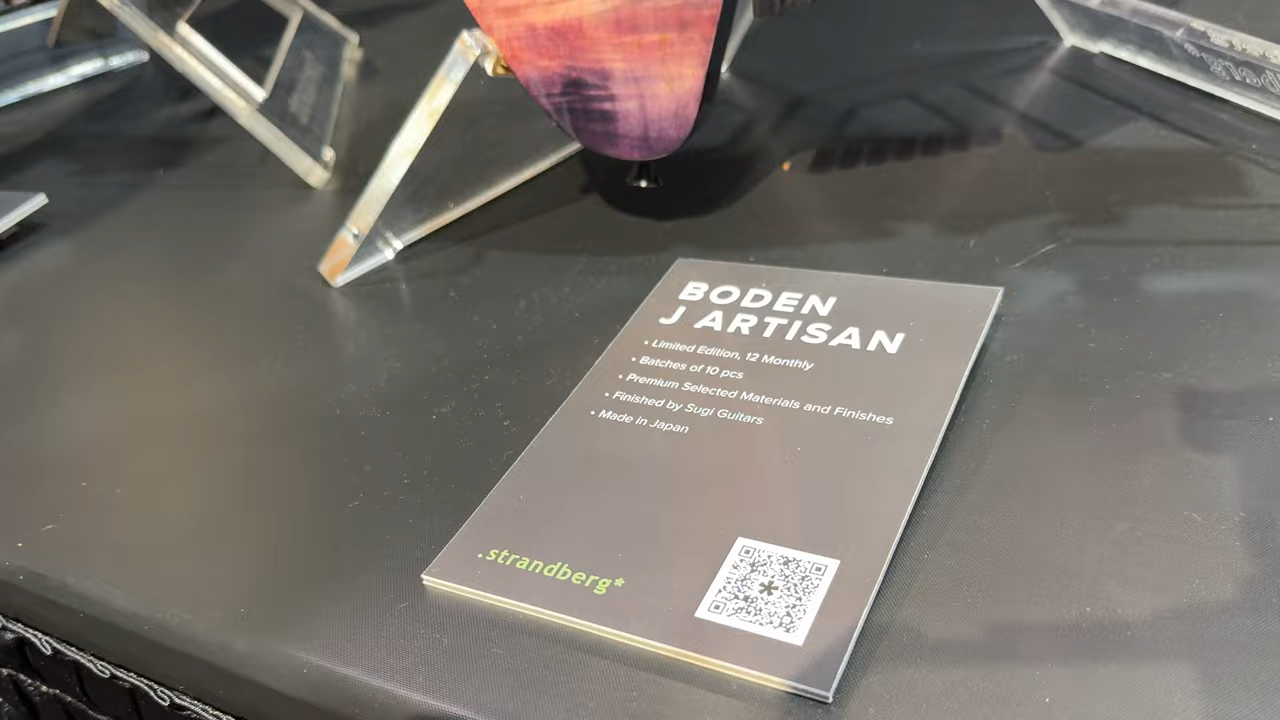 BODEN
J ARTISAN
• Limited Edition, 12 Monthly
• Batches of 10 pcs
• Premium Selected Materials and Finishes
• Finished by Sugi Guitars
• Made in Japan
.strandberg*